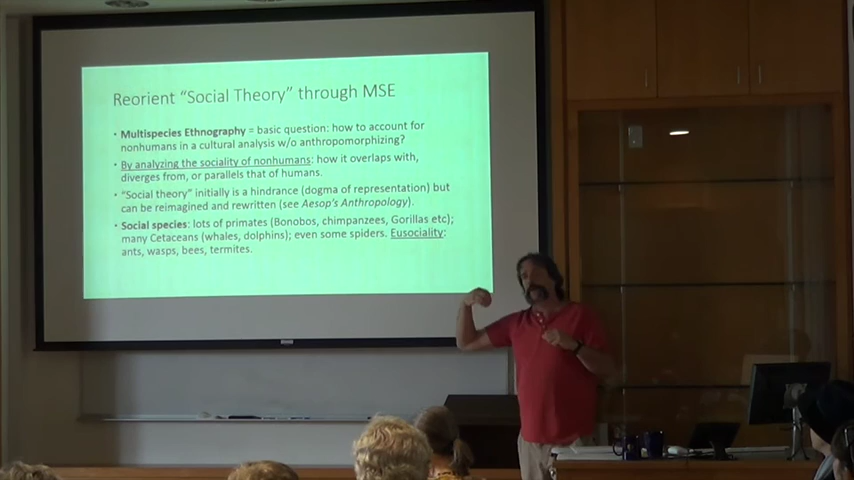 Reorient “Social Theory” through MSE
• Multispecies Ethnography = basic question: how to account for
nonhumans in a cultural analysis w/o anthropomorphizing?
• By analyzing the sociality of nonhumans: how it overlaps with,
diverges from, or parallels that of humans.
• “Social theory” initially is a hindrance (dogma of representation) but
can be reimagined and rewritten (see Aesop’s Anthropology).
• Social species: lots of primates (Bonobos, chimpanzees, Gorillas etc);
many Cetaceans (whales, dolphins); even some spiders. Eusociality:
ants, wasps, bees, termites.